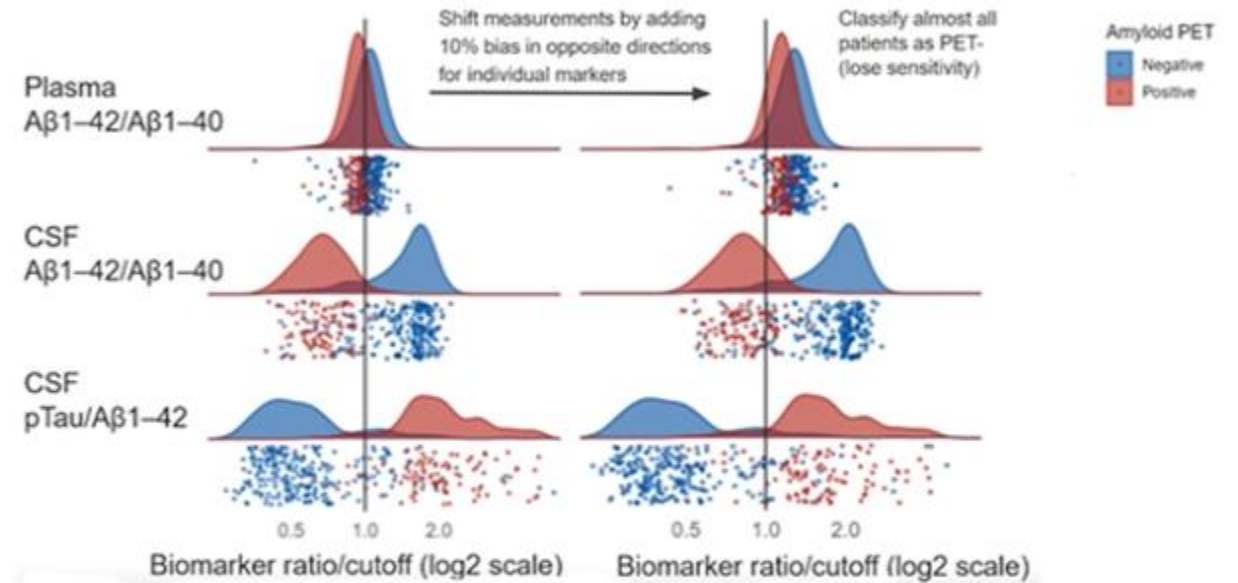 Shift measurements by adding
10% bias in opposite directions
for individual markers
Classify almost all
patients as PET-
(lose sensitivity)
Amyloid PET
Negative
Positive
Plasma
Aβ1–42/Aβ1–40
CSF
Aβ1–42/Aβ1–40
CSF
pTau/Aβ1–42
0.5 1.0 2.0
0.5 1.0 2.0
Biomarker ratio/cutoff (log2 scale)
Biomarker ratio/cutoff (log2 scale)